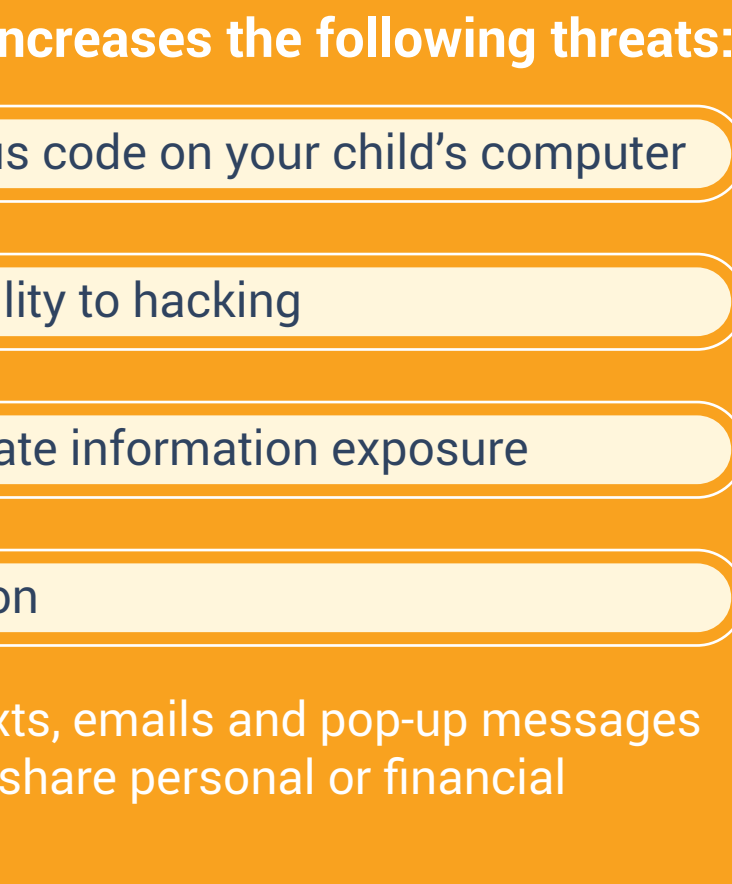 ncreases the following threats:
us code on your child's computer
lity to hacking
ate information exposure
on
xts, emails and pop-up messages
share personal or financial